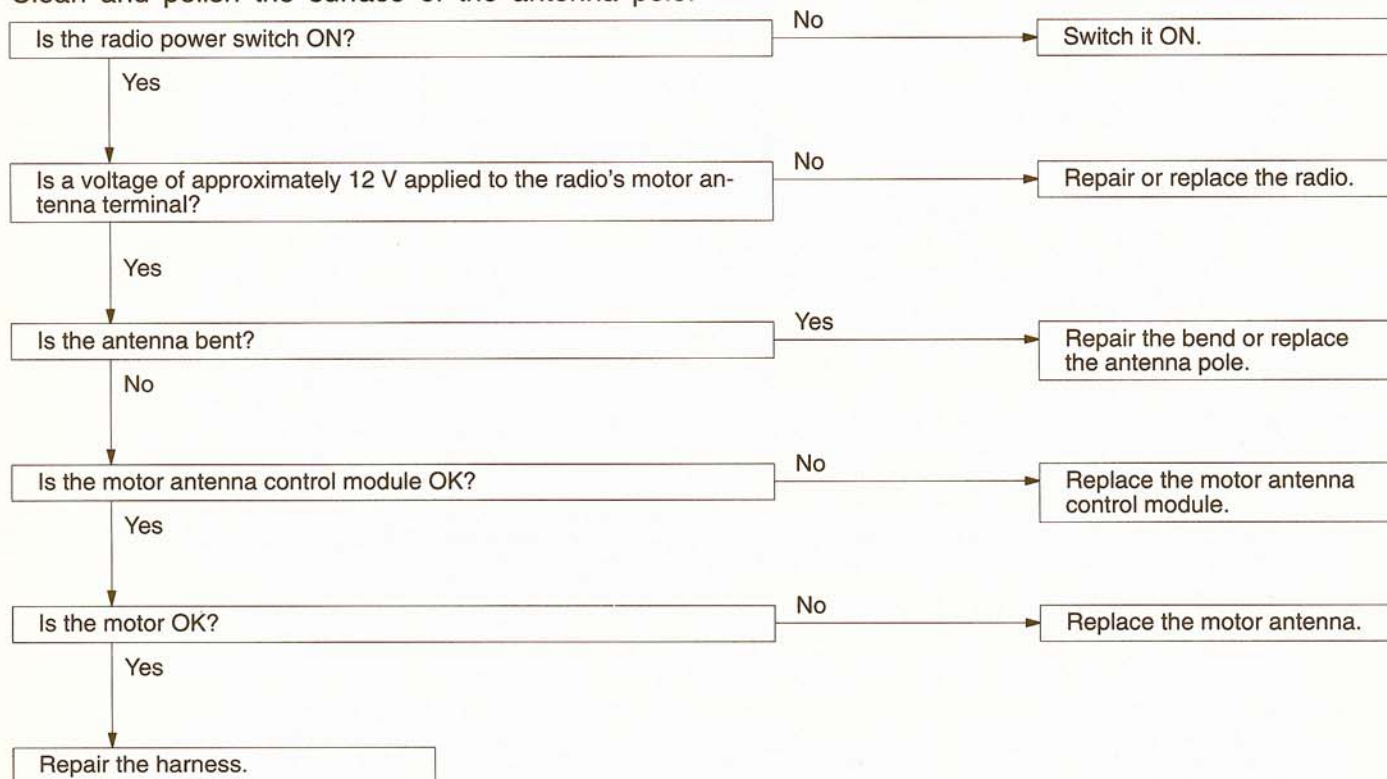 Clean and polish the surface of the antenna pole.
Is the radio power switch ON?
No
Switch it ON.
Yes
Is a voltage of approximately 12 V applied to the radio's motor an-
tenna terminal?
No
Repair or replace the radio.
Yes
Is the antenna bent?
Yes
Repair the bend or replace
the antenna pole.
No
Is the motor antenna control module OK?
No
Replace the motor antenna
control module.
Yes
Is the motor OK?
No
Replace the motor antenna.
Yes
Repair the harness.